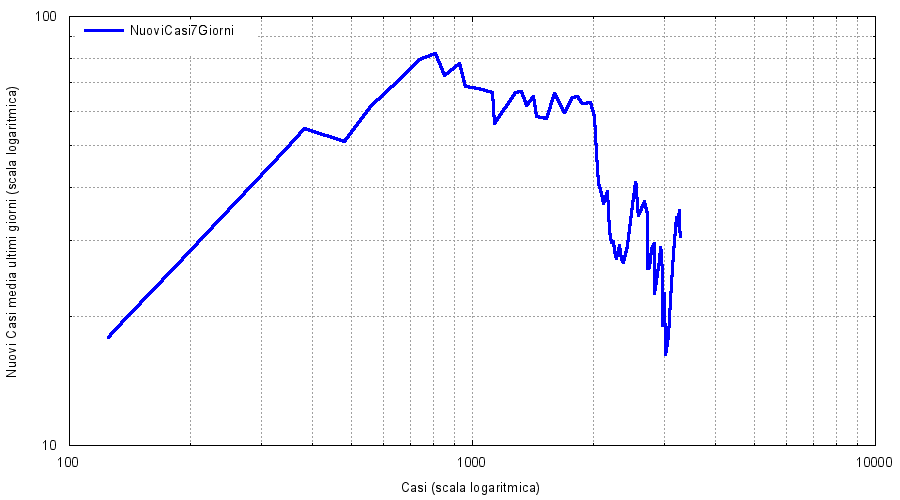 100
NuoviCasi7Giorni
Nuovi Casi media ultimi giorni (scala logaritmica)
10
100
1000
10000
Casi (scala logaritmica)